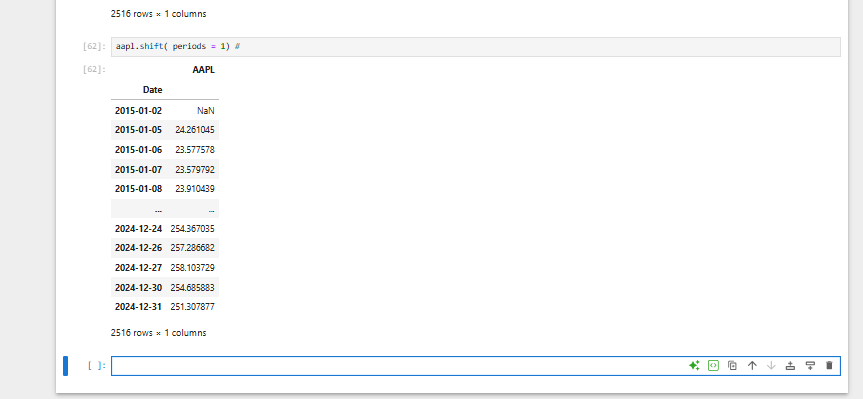 2516 rows × 1 columns
[62]: aapl.shift( periods = 1) #
[62]: AAPL
Date
2015-01-02 NaN
2015-01-05 24.261045
2015-01-06 23.577578
2015-01-07 23.579792
2015-01-08 23.910439
... ...
2024-12-24 254.367035
2024-12-26 257.286682
2024-12-27 258.103729
2024-12-30 254.685883
2024-12-31 251.307877
2516 rows × 1 columns
[ ]: